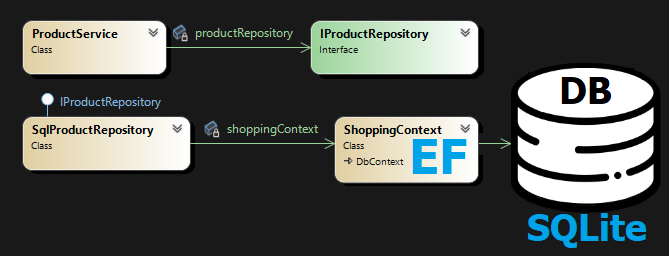 ProductService
Class
productRepository
IProductRepository
Interface
IProductRepository
SqlProductRepository
Class
shoppingContext
ShoppingContext
Class
DbContext
EF
DB
SQLite